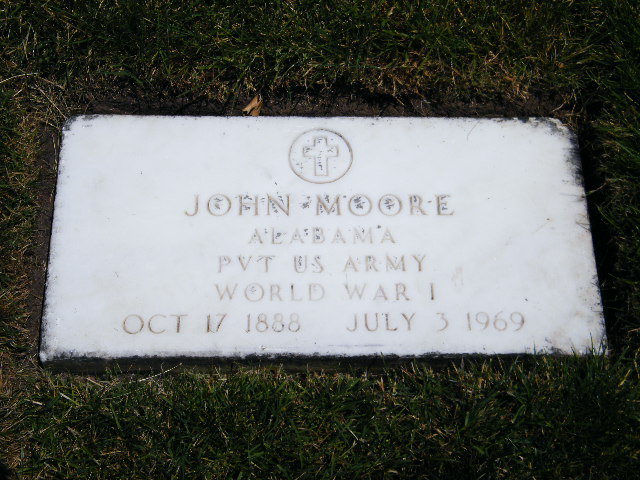 JOHN MOORE
ALABAMA
PVT US ARMY
WORLD WAR I
OCT 17 1888 JULY 3 1969